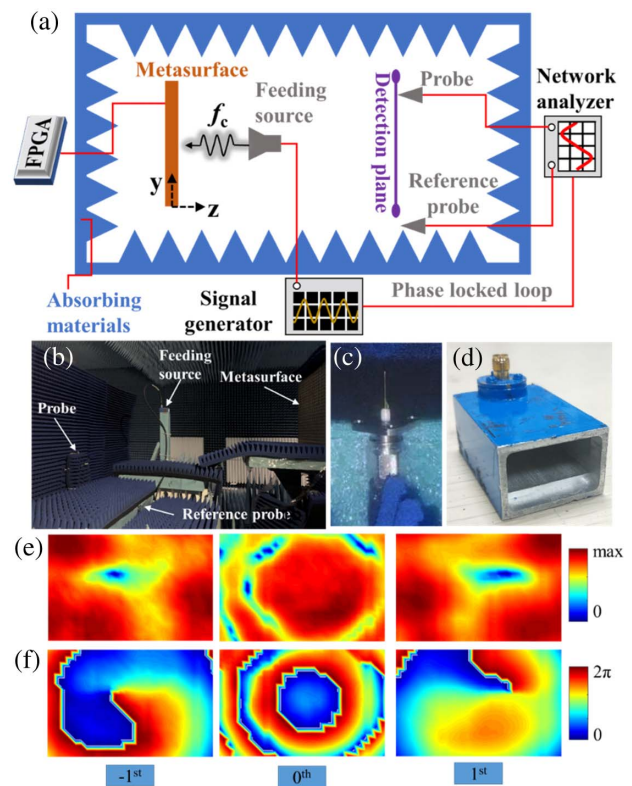 (a)
Metasurface
Feeding
source
fc
y
z
FPGA
Detection plane
Probe
Reference
probe
Network
analyzer
Absorbing
materials
Signal
generator
Phase locked loop
(b)
Feeding
source
Metasurface
Probe
Reference probe
(c)
(d)
(e)
max
0
(f)
2π
0
-1st
0th
1st